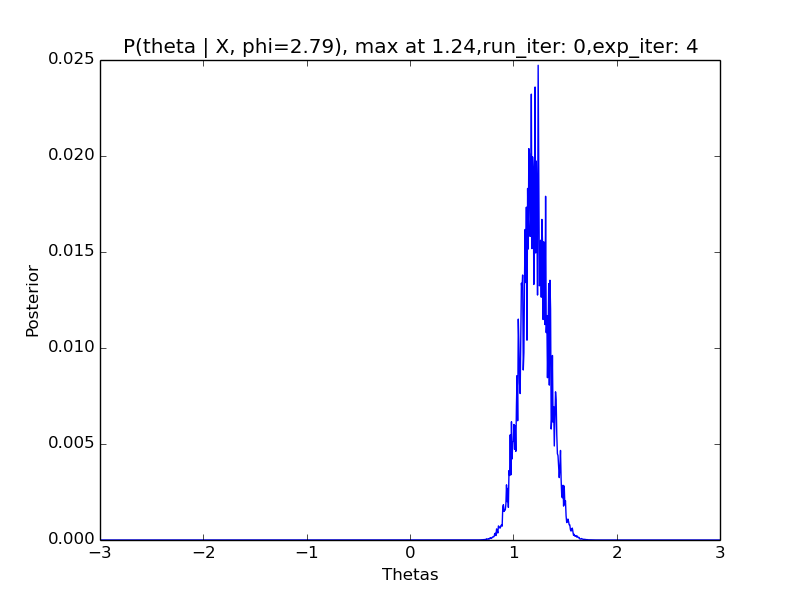 P(theta | X, phi=2.79), max at 1.24,run_iter: 0,exp_iter: 4
0.025
0.020
0.015
0.010
0.005
0.000
Posterior
−3 −2 −1 0 1 2 3
Thetas